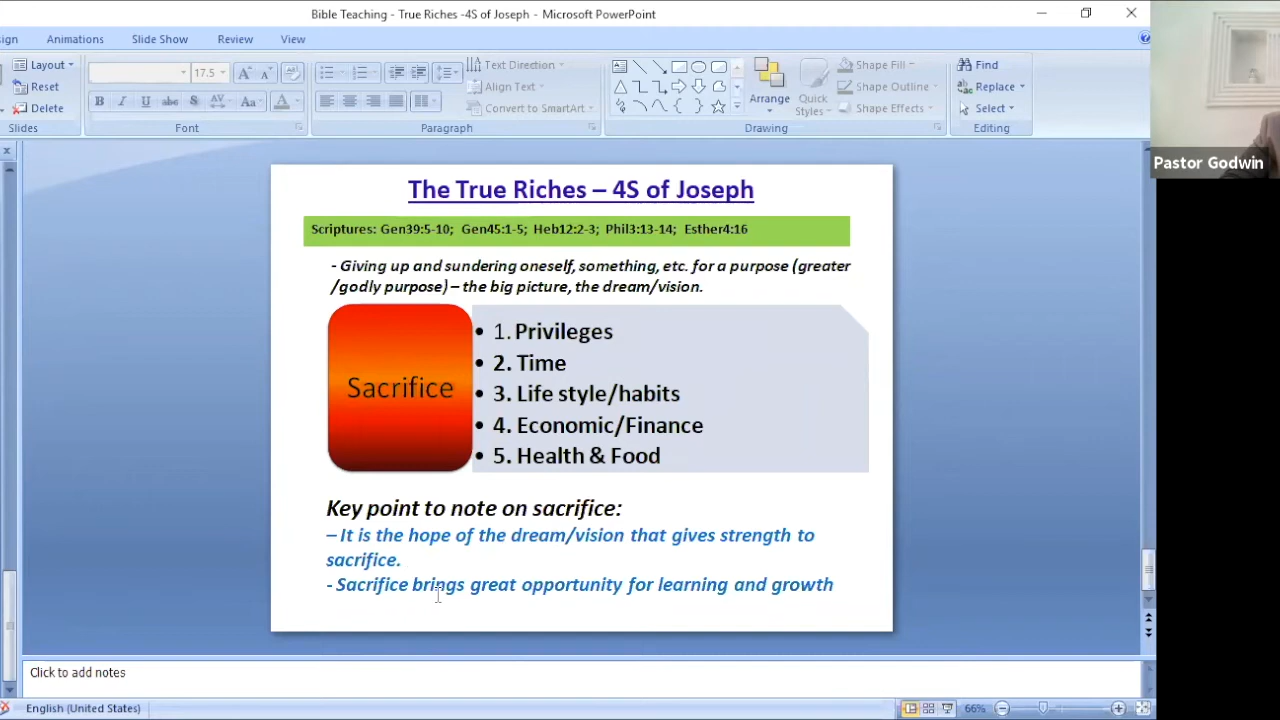 Bible Teaching - True Riches -4S of Joseph - Microsoft PowerPoint
sign Animations Slide Show Review View
Layout 17.5 Text Direction Shape Fill Find
Reset Align Text Shape Outline Replace
Delete B I U abc S AV Aa A Convert to SmartArt Arrange Quick Styles Shape Effects Select
Slides Font Paragraph Drawing Editing
Pastor Godwin
The True Riches – 4S of Joseph
Scriptures: Gen39:5-10; Gen45:1-5; Heb12:2-3; Phil3:13-14; Esther4:16
- Giving up and sundering oneself, something, etc. for a purpose (greater
/godly purpose) – the big picture, the dream/vision.
Sacrifice
• 1. Privileges
• 2. Time
• 3. Life style/habits
• 4. Economic/Finance
• 5. Health & Food
Key point to note on sacrifice:
– It is the hope of the dream/vision that gives strength to
sacrifice.
- Sacrifice brings great opportunity for learning and growth
Click to add notes
English (United States) 66%